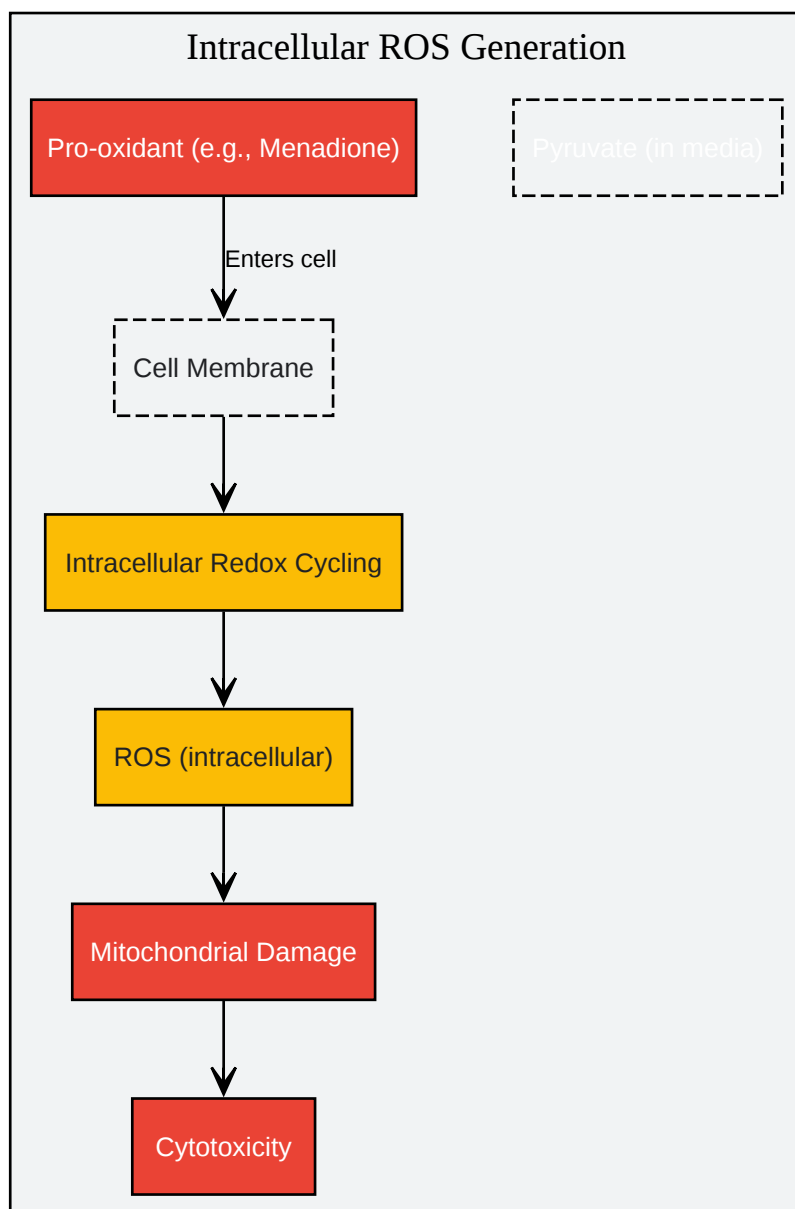 Intracellular ROS Generation
Pro-oxidant (e.g., Menadione)
Pyruvate (in media)
Enters cell
Cell Membrane
Intracellular Redox Cycling
ROS (intracellular)
Mitochondrial Damage
Cytotoxicity